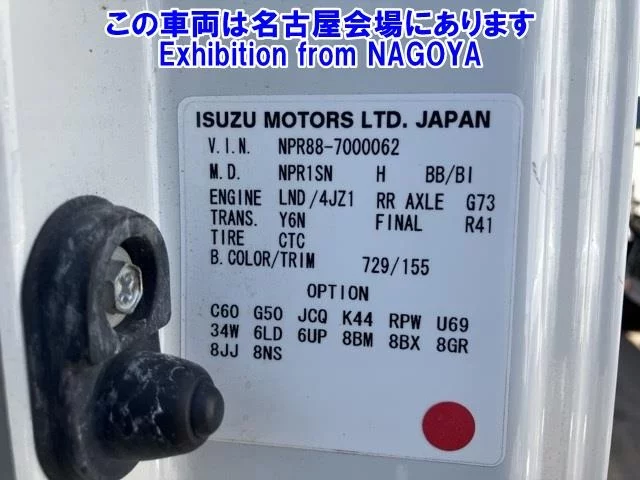 この車両は名古屋会場にあります
Exhibition from NAGOYA
ISUZU MOTORS LTD. JAPAN
V.I.N. NPR88-7000062
M.D. NPR1SN H BB/BI
ENGINE LND/4JZ1 RR AXLE G73
TRANS. Y6N FINAL R41
TIRE CTC
B.COLOR/TRIM 729/155
OPTION
C60 G50 JCQ K44 RPW U69
34W 6LD 6UP 8BM 8BX 8GR
8JJ 8NS